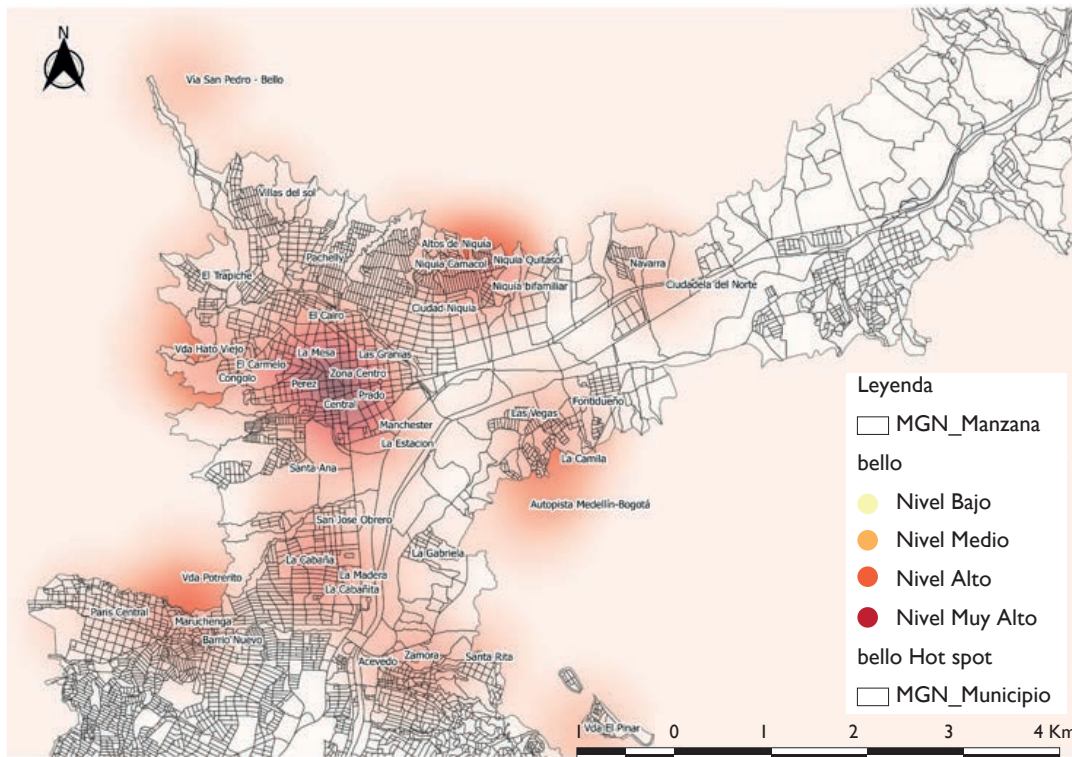 N
Vía San Pedro - Bello
Villas del sol
Altos de Niquia
Pachelly
Niquia Camacol
Niquia Quitasol
Navarra
El Trapiche
Niquia bifamiliar
Ciudadela del Norte
Ciudad Niquia
El Cairo
Vda Hato Viejo
La Mesa
Las Granjas
El Carmelo
Zona Centro
Congolo
Perez
Prado
Central
Fontidueño
Las Vegas
Manchester
La Estacion
La Camila
Santa Ana
Autopista Medellín-Bogotá
San Jose Obrero
La Gabriela
La Cabaña
Vda Potrerito
La Madera
La Cabañita
Paris Central
Maruchenga
Barrio Nuevo
Acevedo
Zamora
Santa Rita
Vda El Pinar
Leyenda
MGN_Manzana
bello
Nivel Bajo
Nivel Medio
Nivel Alto
Nivel Muy Alto
bello Hot spot
MGN_Municipio
1 0 1 2 3 4 Km